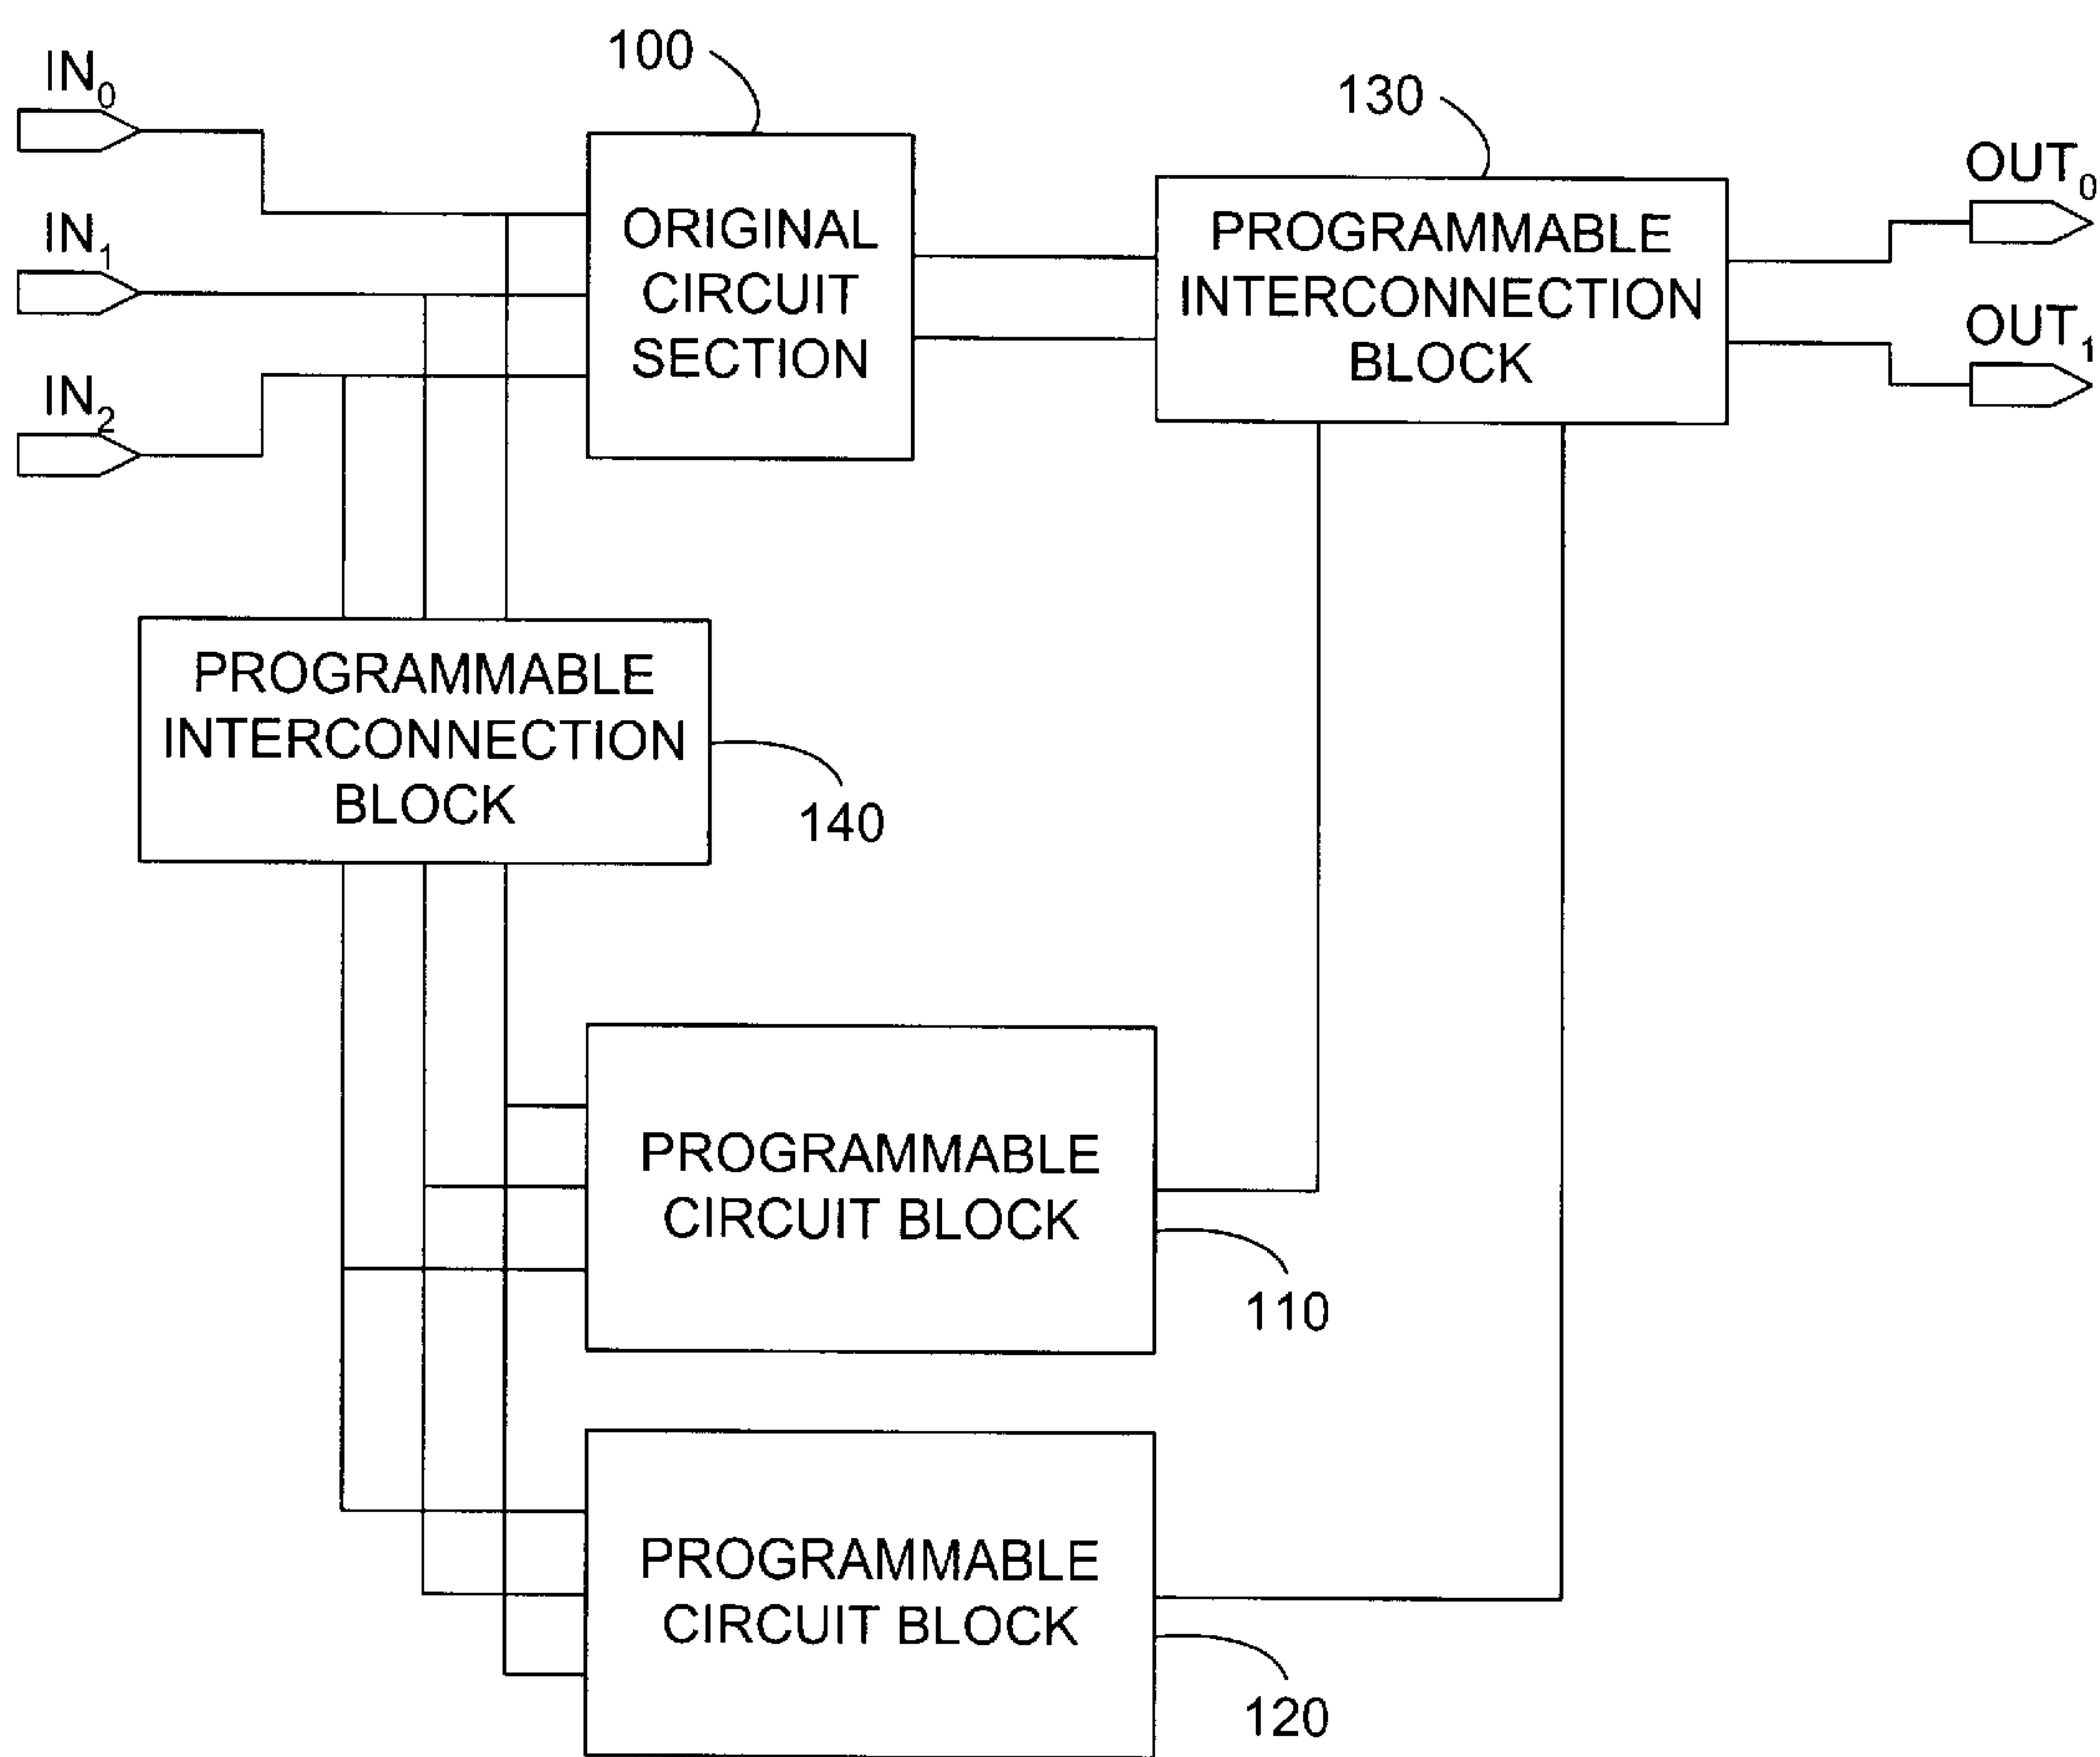 100
130
IN0
IN1
IN2
ORIGINAL
CIRCUIT
SECTION
PROGRAMMABLE
INTERCONNECTION
BLOCK
OUT0
OUT1
PROGRAMMABLE
INTERCONNECTION
BLOCK
140
PROGRAMMABLE
CIRCUIT BLOCK
110
PROGRAMMABLE
CIRCUIT BLOCK
120